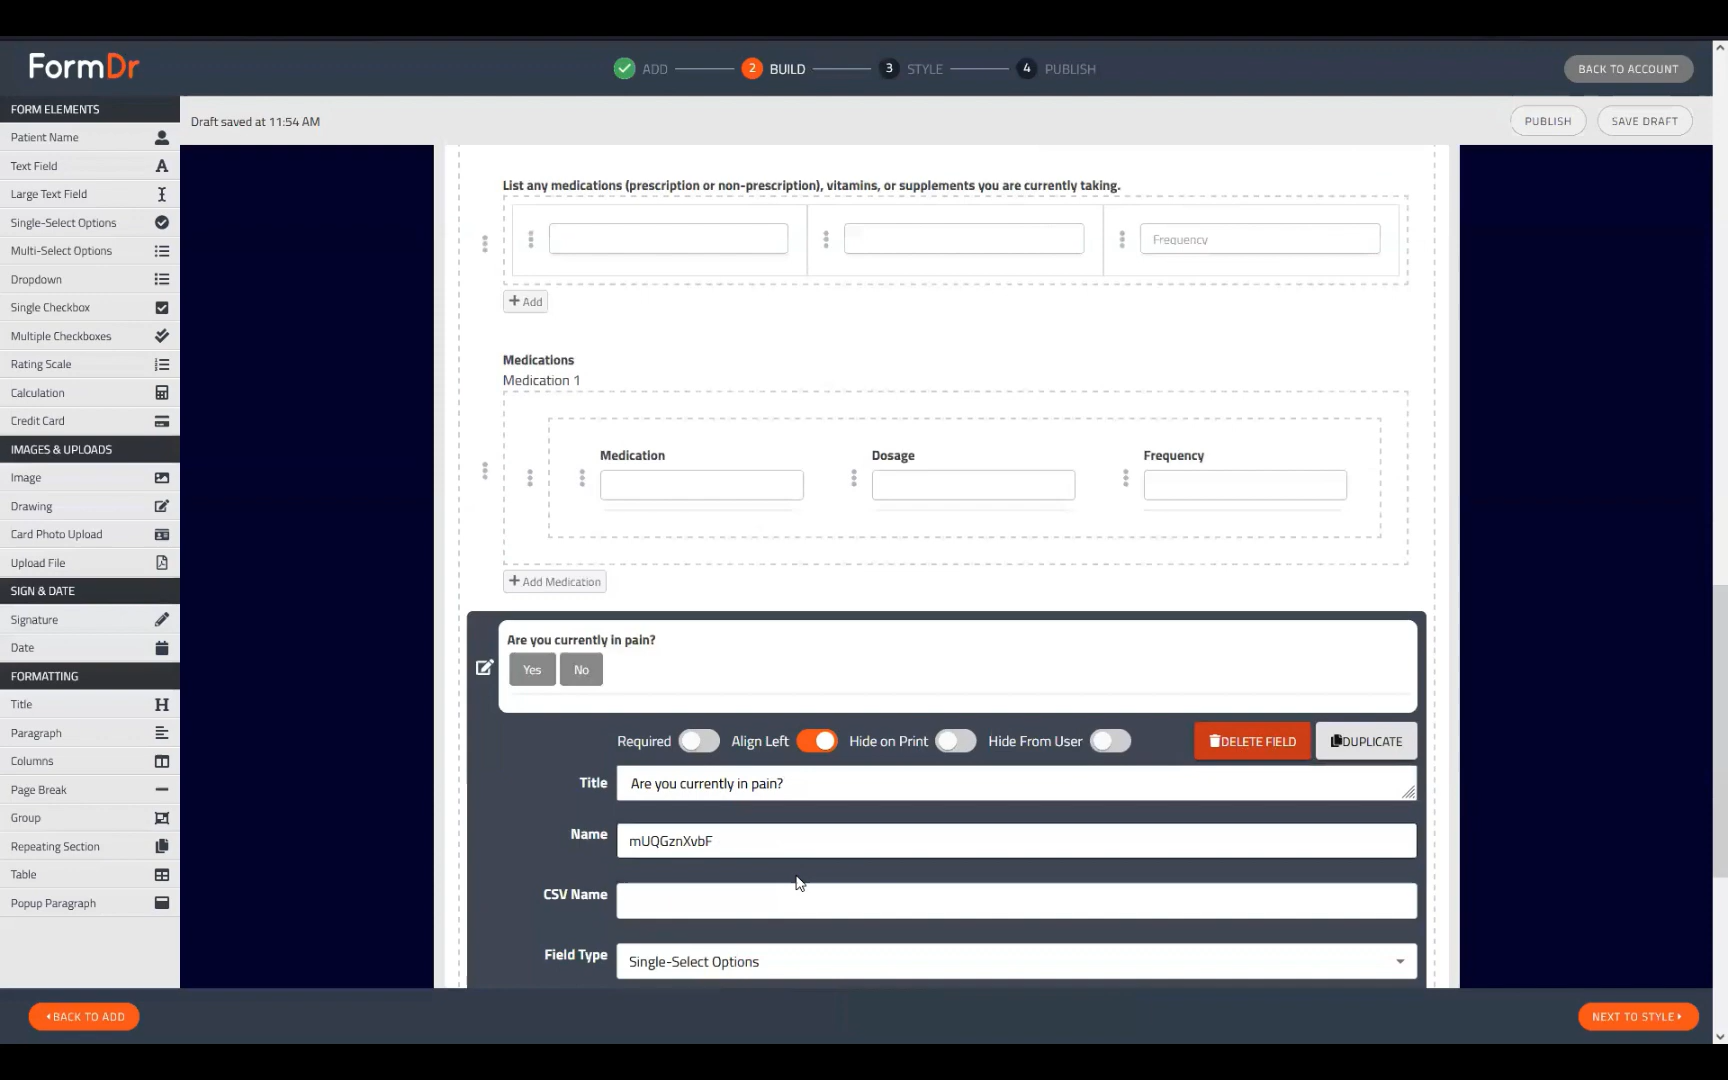 FormDr
ADD
2 BUILD
3 STYLE
4 PUBLISH
BACK TO ACCOUNT
FORM ELEMENTS
Patient Name
Text Field
Large Text Field
Single-Select Options
Multi-Select Options
Dropdown
Single Checkbox
Multiple Checkboxes
Rating Scale
Calculation
Credit Card
IMAGES & UPLOADS
Image
Drawing
Card Photo Upload
Upload File
SIGN & DATE
Signature
Date
FORMATTING
Title
Paragraph
Columns
Page Break
Group
Repeating Section
Table
Popup Paragraph
Draft saved at 11:54 AM
PUBLISH
SAVE DRAFT
List any medications (prescription or non-prescription), vitamins, or supplements you are currently taking.
Frequency
+ Add
Medications
Medication 1
Medication
Dosage
Frequency
+ Add Medication
Are you currently in pain?
Yes
No
Required
Align Left
Hide on Print
Hide From User
DELETE FIELD
DUPLICATE
Title
Are you currently in pain?
Name
mUQGznXvbF
CSV Name
Field Type
Single-Select Options
BACK TO ADD
NEXT TO STYLE